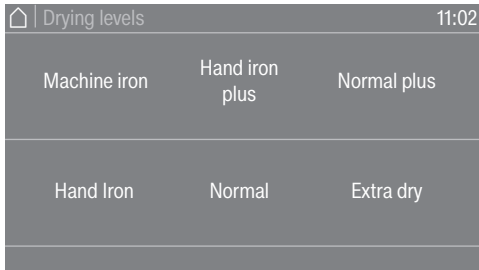 Drying levels 11:02
Machine iron Hand iron plus Normal plus
Hand Iron Normal Extra dry